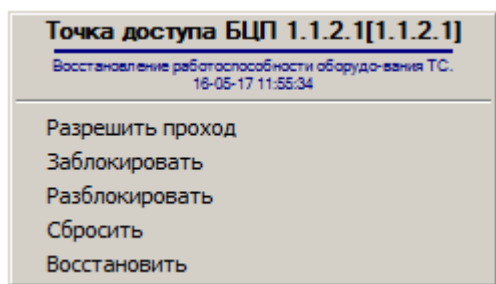 Точка доступа БЦП 1.1.2.1[1.1.2.1]
Восстановление работоспособности оборудо-вания ТС.
16-05-17 11:55:34
Разрешить проход
Заблокировать
Разблокировать
Сбросить
Восстановить